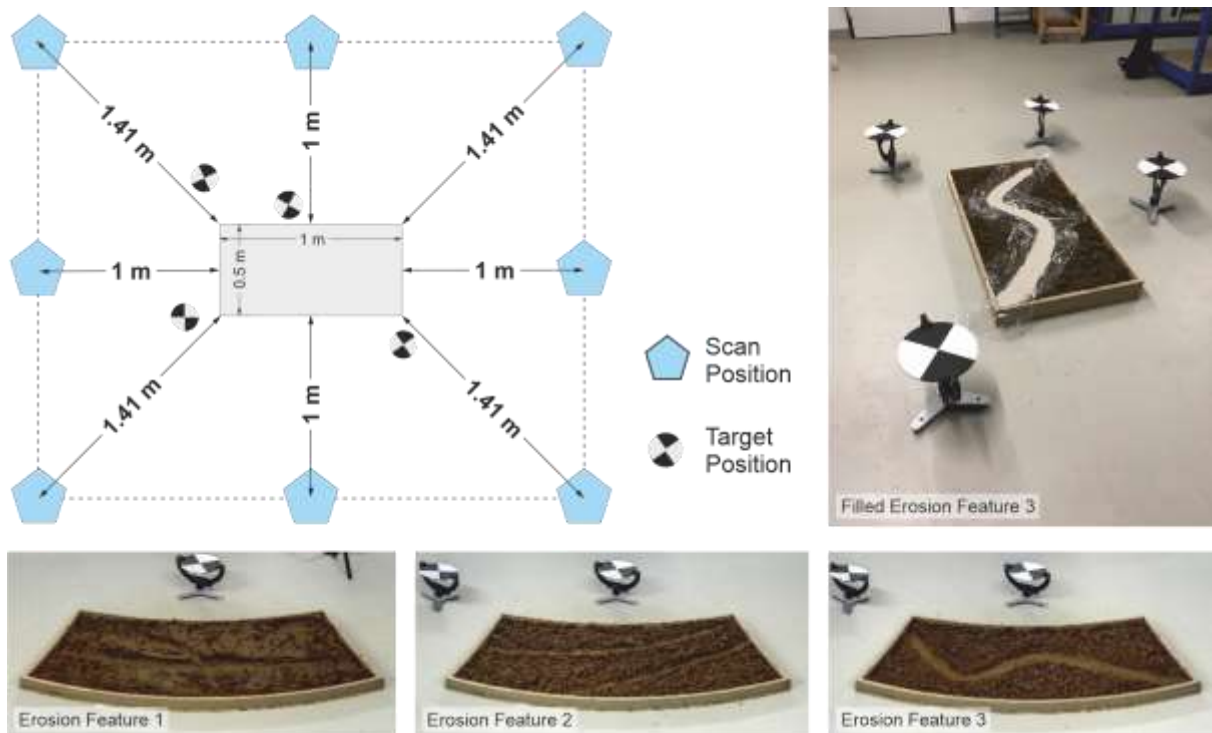 1.41 m
1 m
1.41 m
1 m
0.5 m
1 m
1 m
1.41 m
1 m
1.41 m
Scan
Position
Target
Position
Filled Erosion Feature 3
Erosion Feature 1
Erosion Feature 2
Erosion Feature 3